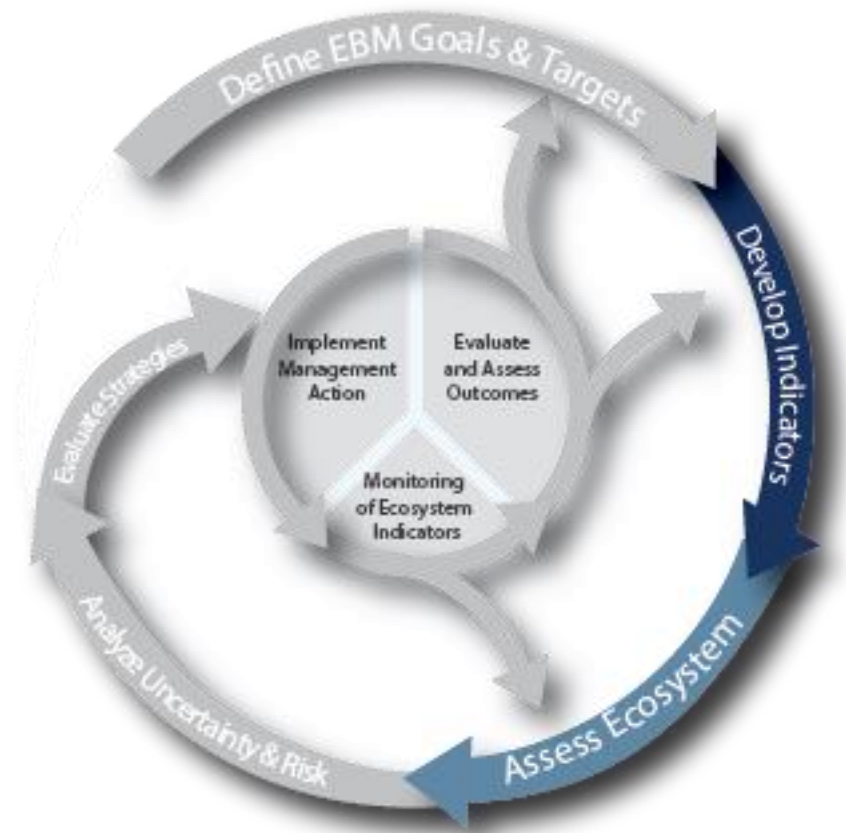 Define EBM Goals & Targets
Develop Indicators
Assess Ecosystem
Analyze Uncertainty & Risk
Evaluate Strategies
Implement
Management
Action
Evaluate
and Assess
Outcomes
Monitoring
of Ecosystem
Indicators